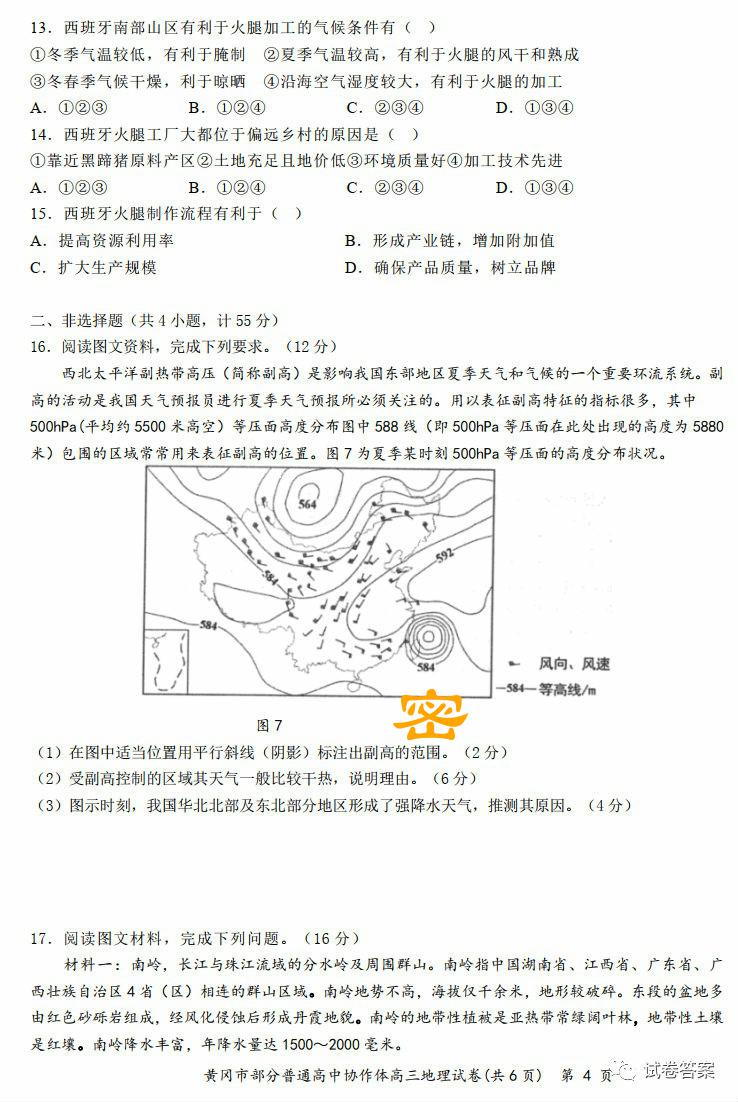 13．西班牙南部山区有利于火腿加工的气候条件有（　）
①冬季气温较低，有利于腌制　②夏季气温较高，有利于火腿的风干和熟成
③冬春季气候干燥，利于晾晒　④沿海空气湿度较大，有利于火腿的加工
A．①②③　B．①②④　C．②③④　D．①③④
14．西班牙火腿工厂大都位于偏远乡村的原因是（　）
①靠近黑蹄猪原料产区②土地充足且地价低③环境质量好④加工技术先进
A．①②③　B．①②④　C．②③④　D．①③④
15．西班牙火腿制作流程有利于（　）
A．提高资源利用率　B．形成产业链，增加附加值
C．扩大生产规模　D．确保产品质量，树立品牌
二、非选择题（共4小题，计55分）
16．阅读图文资料，完成下列要求。（12分）
西北太平洋副热带高压（简称副高）是影响我国东部地区夏季天气和气候的一个重要环流系统。副
高的活动是我国天气预报员进行夏季天气预报所必须关注的。用以表征副高特征的指标很多，其中
500hPa(平均约5500米高空）等压面高度分布图中588线（即500hPa等压面在此处出现的高度为5880
米）包围的区域常常用来表征副高的位置。图7为夏季某时刻500hPa等压面的高度分布状况。
564
592
584
584
584
风向、风速
—584—等高线/m
图7
密
（1）在图中适当位置用平行斜线（阴影）标注出副高的范围。（2分）
（2）受副高控制的区域其天气一般比较干热，说明理由。（6分）
（3）图示时刻，我国华北北部及东北部分地区形成了强降水天气，推测其原因。（4分）
17．阅读图文材料，完成下列问题。（16分）
材料一：南岭，长江与珠江流域的分水岭及周围群山。南岭指中国湖南省、江西省、广东省、广
西壮族自治区4省（区）相连的群山区域。南岭地势不高，海拔仅千余米，地形较破碎。东段的盆地多
由红色砂砾岩组成，经风化侵蚀后形成丹霞地貌。南岭的地带性植被是亚热带常绿阔叶林，地带性土壤
是红壤。南岭降水丰富，年降水量达1500～2000毫米。
黄冈市部分普通高中协作体高三地理试卷(共6页)　第 4 页
试卷答案